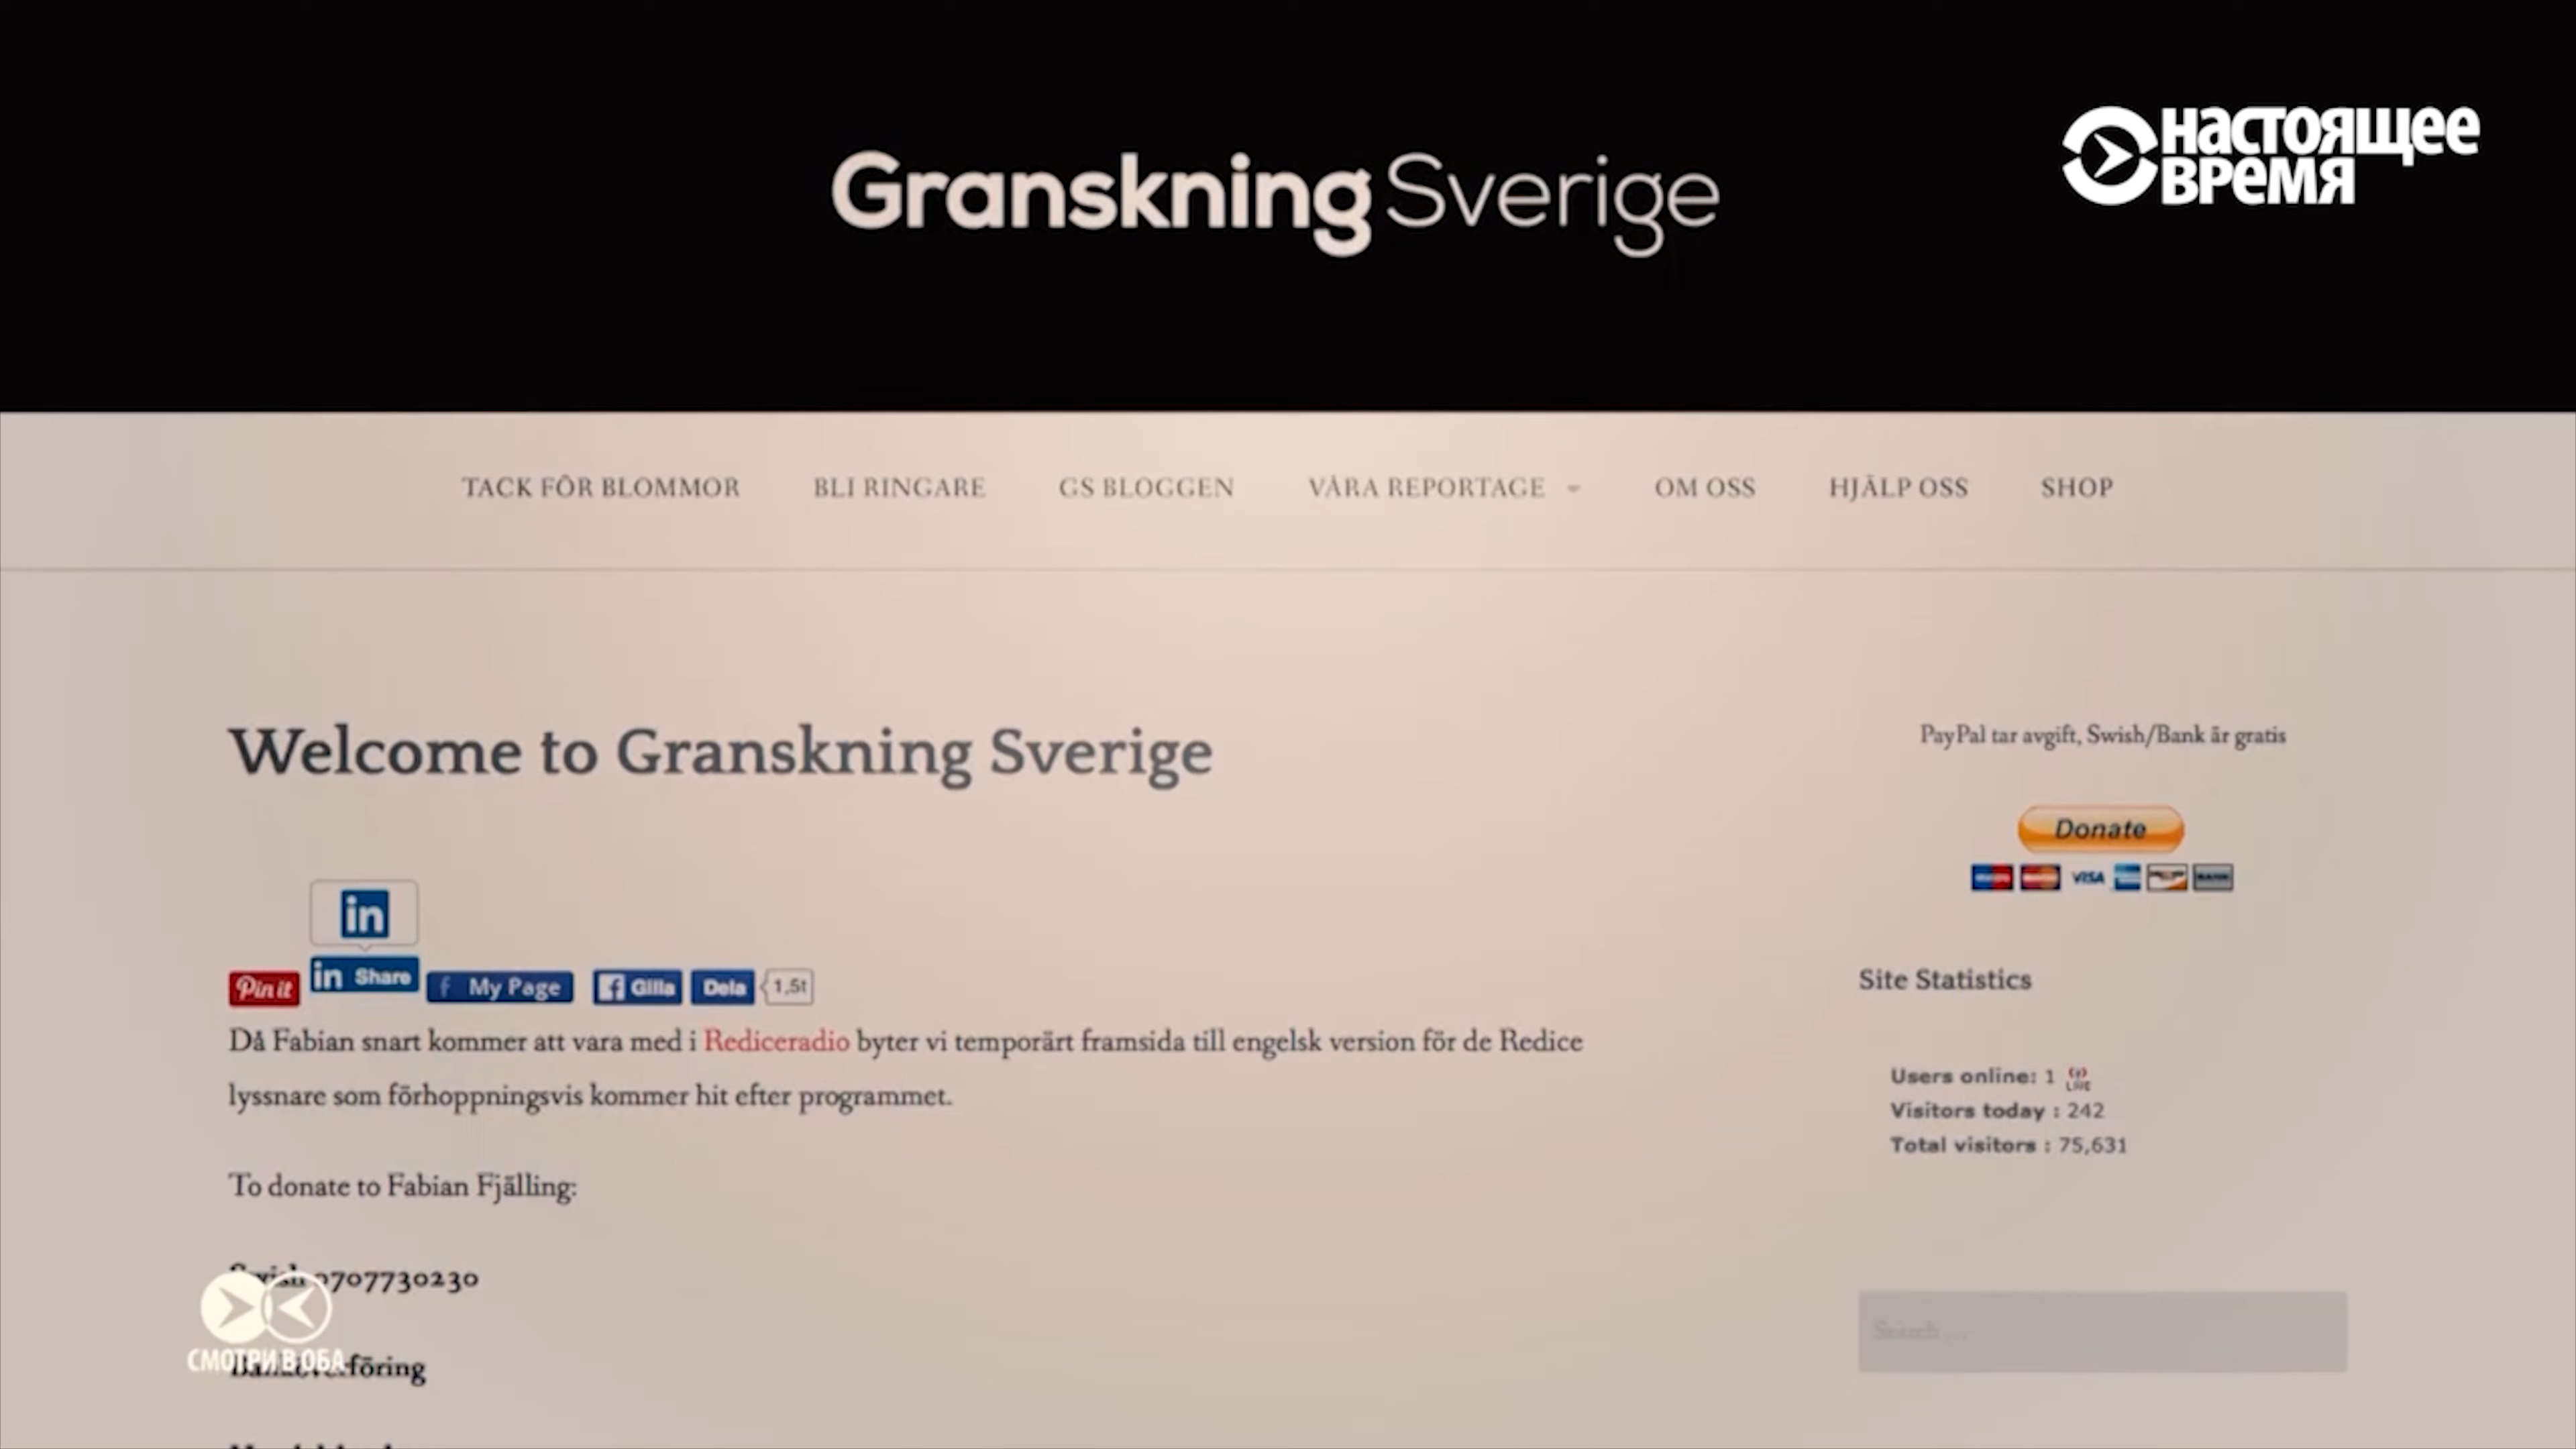 Granskning Sverige
НАСТОЯЩЕЕ
ВРЕМЯ
TACK FÖR BLOMMOR BLI RINGARE GS BLOGGEN VÅRA REPORTAGE OM OSS HJÄLP OSS SHOP
Welcome to Granskning Sverige
PayPal tar avgift, Swish/Bank är gratis
Donate
VISA
in
Pin it in Share f My Page f Gilla Dela 1,5t
Då Fabian snart kommer att vara med i Rediceradio byter vi temporärt framsida till engelsk version för de Redice
lyssnare som förhoppningsvis kommer hit efter programmet.
To donate to Fabian Fjälling:
Swish 0707730230
Site Statistics
Users online: 1 LIVE
Visitors today : 242
Total visitors : 75,631
Search ...
СМОТРИ В ОБА